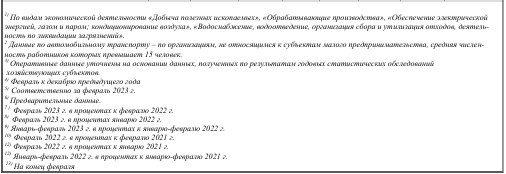 1) По видам экономической деятельности «Добыча полезных ископаемых», «Обрабатывающие производства», «Обеспечение электрической
энергией, газом и паром; кондиционирование воздуха», «Водоснабжение, водоотведение, организация сбора и утилизации отходов, деятель-
ность по ликвидации загрязнений».
2 Данные по автомобильному транспорту – по организациям, не относящимся к субъектам малого предпринимательства, средняя числен-
ность работников которых превышает 15 человек.
3) Оперативные данные уточнены на основании данных, полученных по результатам годовых статистических обследований
хозяйствующих субъектов.
4) Февраль к декабрю предыдущего года
5) Соответственно за февраль 2023 г.
6) Предварительные данные.
7) Февраль 2023 г. в процентах к февралю 2022 г.
8) Февраль 2023 г. в процентах январю 2022 г.
9) Январь-февраль 2023 г. в процентах к январю-февралю 2022 г.
10) Февраль 2022 г. в процентах к февралю 2021 г.
12) Февраль 2022 г. в процентах к январю 2021 г.
12) Январь-февраль 2022 г. в процентах к январю-февралю 2021 г.
13) На конец февраля